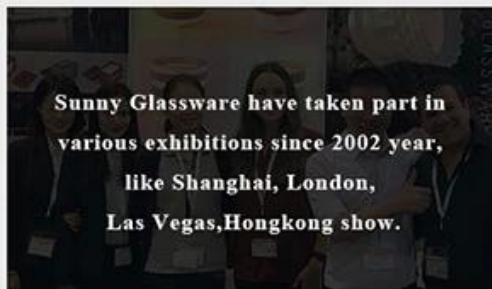 Sunny Glassware have taken part in
various exhibitions since 2002 year,
like Shanghai, London,
Las Vegas,Hongkong show.